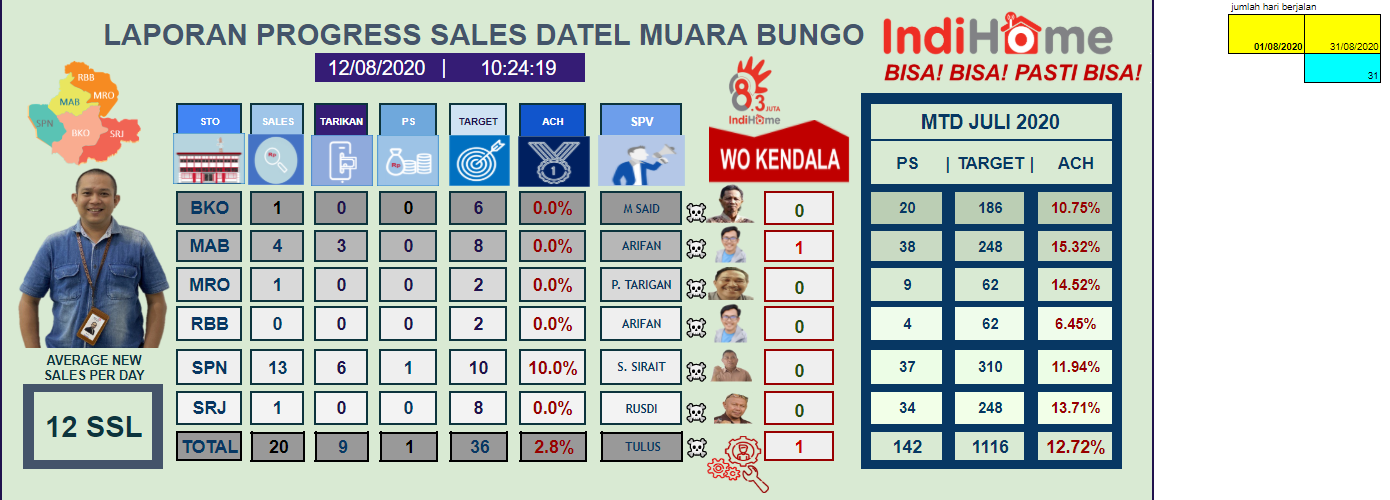 LAPORAN PROGRESS SALES DATEL MUARA BUNGO
IndiHome
BISA! BISA! PASTI BISA!
12/08/2020 | 10:24:19
jumlah hari berjalan
01/08/2020 31/08/2020
31
RBB
MAB MRO
SPN BKO SRJ
8.3 JUTA
IndiHome
STO SALES TARIKAN PS TARGET ACH SPV
Rp Rp 1
WO KENDALA
MTD JULI 2020
PS | TARGET | ACH
BKO 1 0 0 6 0.0% M SAID 0 20 186 10.75%
MAB 4 3 0 8 0.0% ARIFAN 1 38 248 15.32%
MRO 1 0 0 2 0.0% P. TARIGAN 0 9 62 14.52%
RBB 0 0 0 2 0.0% ARIFAN 0 4 62 6.45%
SPN 13 6 1 10 10.0% S. SIRAIT 0 37 310 11.94%
SRJ 1 0 0 8 0.0% RUSDI 0 34 248 13.71%
TOTAL 20 9 1 36 2.8% TULUS 1 142 1116 12.72%
AVERAGE NEW
SALES PER DAY
12 SSL